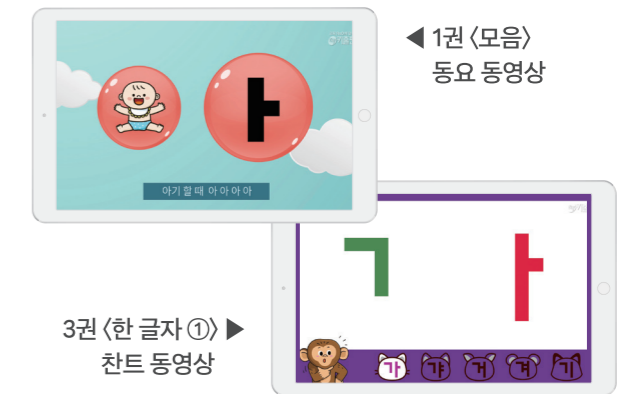 ◀ 1권 〈모음〉
동요 동영상
ㅏ
아기 할 때 아 아 아 아
ㄱ ㅏ
3권 〈한 글자 ①〉 ▶
찬트 동영상
가 갸 거 겨 기